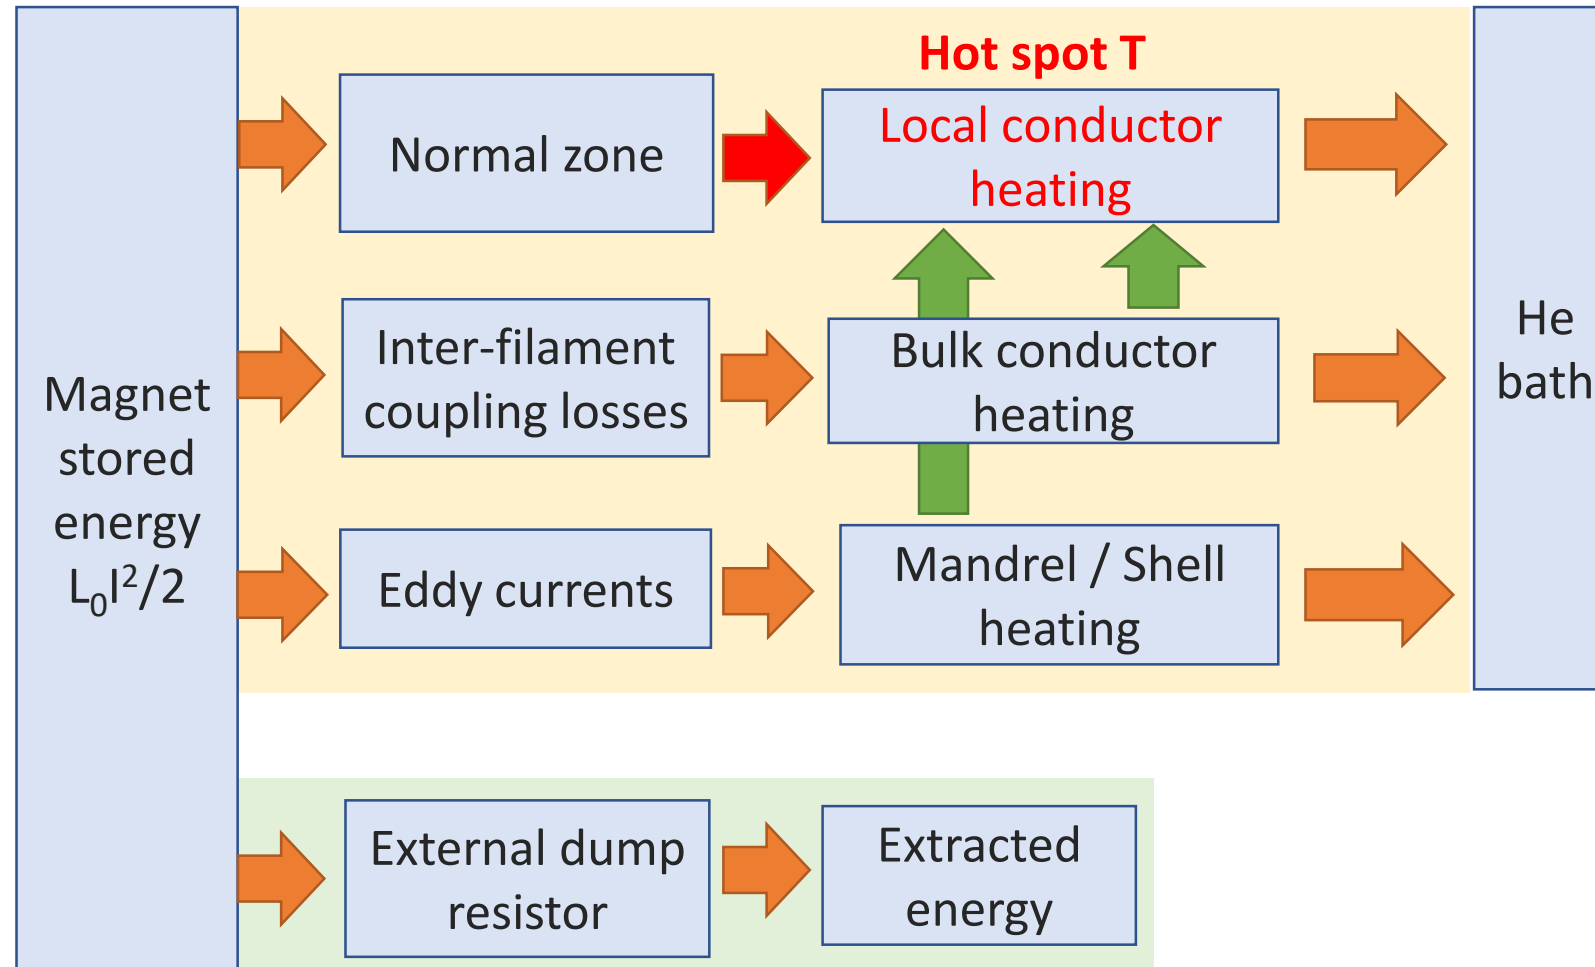 Magnet
stored
energy
L₀I²/2
Normal zone
Hot spot T
Local conductor
heating
Inter-filament
coupling losses
Bulk conductor
heating
Eddy currents
Mandrel / Shell
heating
He
bath
External dump
resistor
Extracted
energy